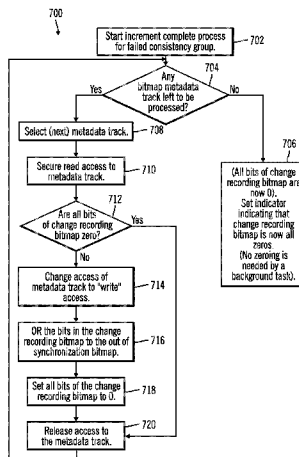 700
Start increment complete process
for failed consistency group.
702
704
Any
bitmap metadata
track left to be
processed?
Yes
No
Select (next) metadata track.
708
706
Secure read access to
metadata track.
710
(All bits of change
recording bitmap are
now 0).
Set indicator
indicating that
change recording
bitmap is now all
zeros.
(No zeroing is
needed by a
background task).
712
Are all bits
of change recording
bitmap zero?
Yes
No
Change access of
metadata track to "write"
access.
714
OR the bits in the change
recording bitmap to the out of
synchronization bitmap.
716
Set all bits of the change
recording bitmap to 0.
718
Release access to
the metadata track.
720